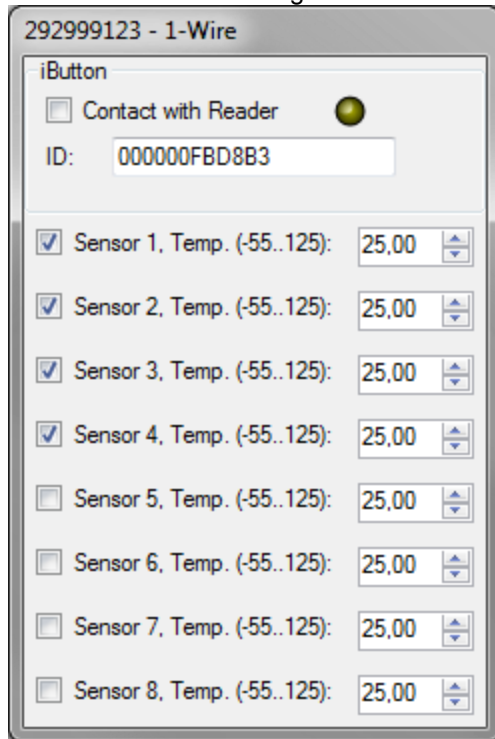 292999123 - 1-Wire
iButton
Contact with Reader
ID: 000000FBD8B3
Sensor 1, Temp. (-55..125): 25,00
Sensor 2, Temp. (-55..125): 25,00
Sensor 3, Temp. (-55..125): 25,00
Sensor 4, Temp. (-55..125): 25,00
Sensor 5, Temp. (-55..125): 25,00
Sensor 6, Temp. (-55..125): 25,00
Sensor 7, Temp. (-55..125): 25,00
Sensor 8, Temp. (-55..125): 25,00